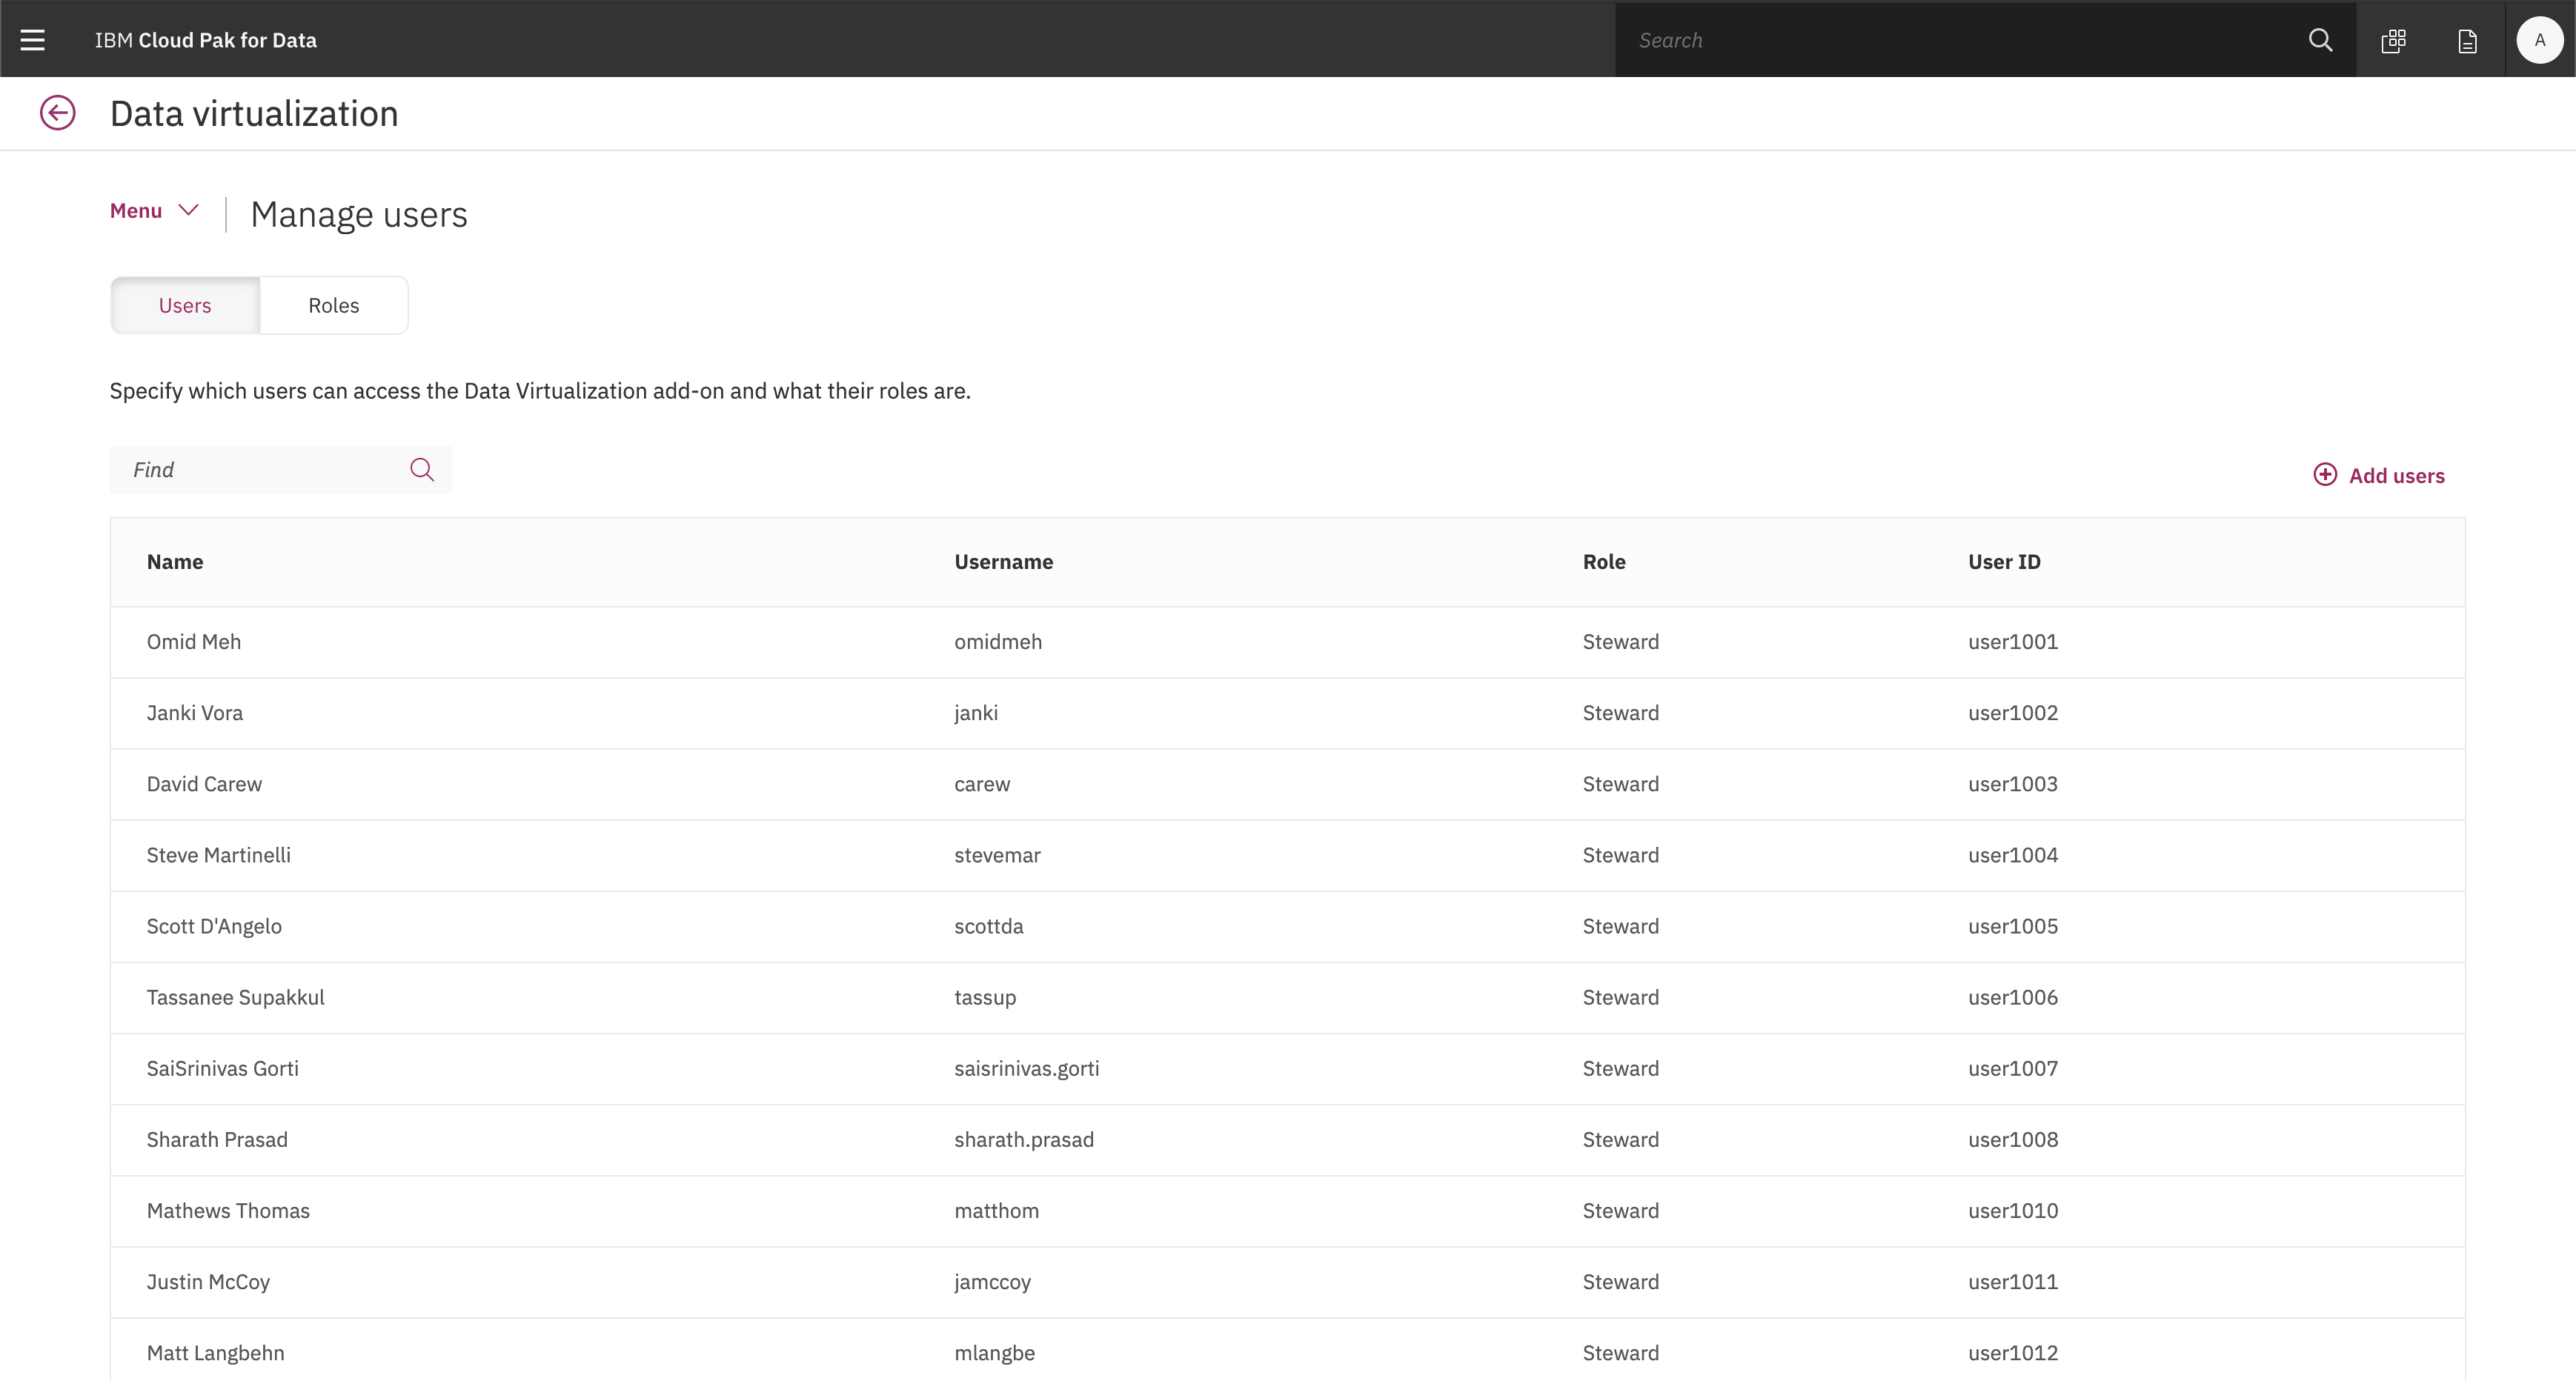 IBM Cloud Pak for Data Search A
Data virtualization
Menu Manage users
Users Roles
Specify which users can access the Data Virtualization add-on and what their roles are.
Find Add users
Name Username Role User ID
Omid Meh omidmeh Steward user1001
Janki Vora janki Steward user1002
David Carew carew Steward user1003
Steve Martinelli stevemar Steward user1004
Scott D'Angelo scottda Steward user1005
Tassanee Supakkul tassup Steward user1006
SaiSrinivas Gorti saisrinivas.gorti Steward user1007
Sharath Prasad sharath.prasad Steward user1008
Mathews Thomas matthom Steward user1010
Justin McCoy jamccoy Steward user1011
Matt Langbehn mlangbe Steward user1012